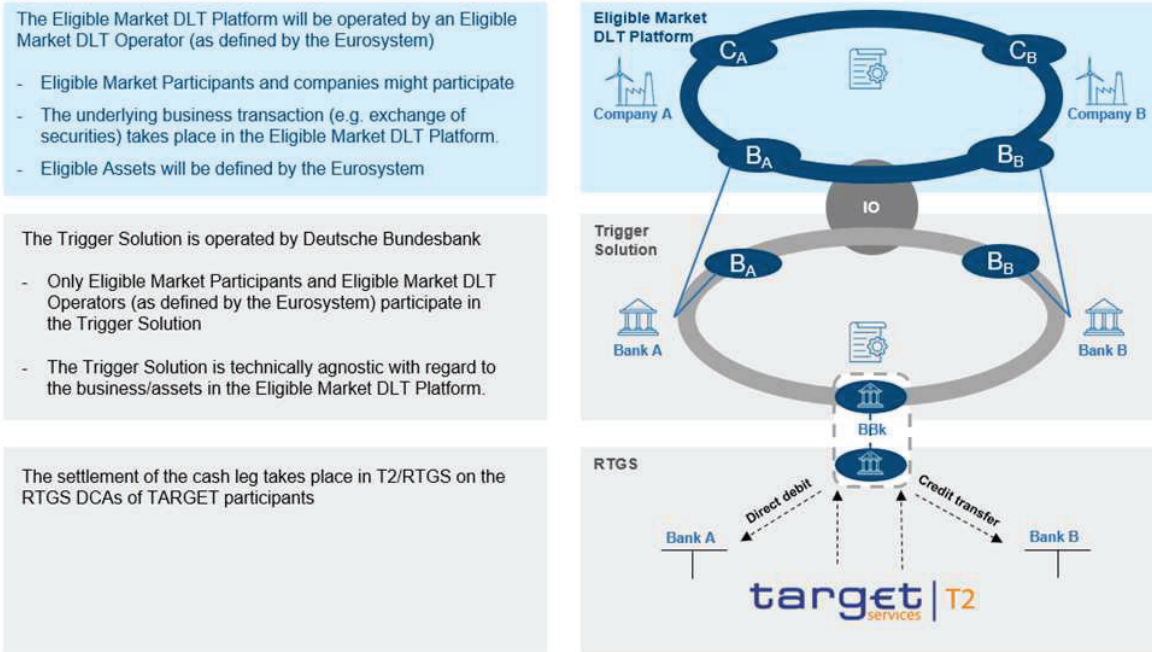 The Eligible Market DLT Platform will be operated by an Eligible
Market DLT Operator (as defined by the Eurosystem)
- Eligible Market Participants and companies might participate
- The underlying business transaction (e.g. exchange of
securities) takes place in the Eligible Market DLT Platform.
- Eligible Assets will be defined by the Eurosystem
The Trigger Solution is operated by Deutsche Bundesbank
- Only Eligible Market Participants and Eligible Market DLT
Operators (as defined by the Eurosystem) participate in
the Trigger Solution
- The Trigger Solution is technically agnostic with regard to
the business/assets in the Eligible Market DLT Platform.
The settlement of the cash leg takes place in T2/RTGS on the
RTGS DCAs of TARGET participants
Eligible Market
DLT Platform
CA
CB
Company A
Company B
BA
BB
IO
Trigger
Solution
BA
BB
Bank A
Bank B
BBk
RTGS
Direct debit
Credit transfer
Bank A
Bank B
target | T2
services